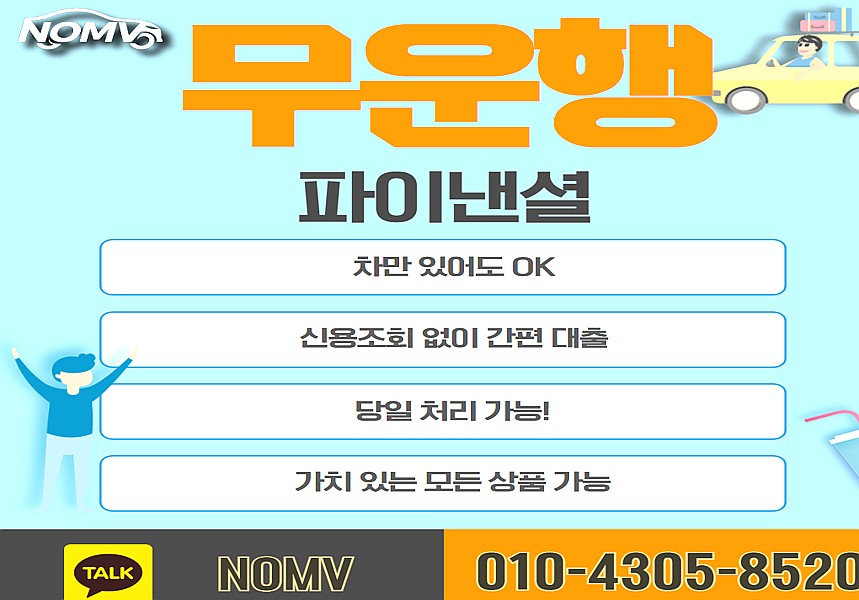 NOMV
무운행
파이낸셜
차만 있어도 OK
신용조회 없이 간편 대출
당일 처리 가능!
가치 있는 모든 상품 가능
TALK
NOMV
010-4305-8520